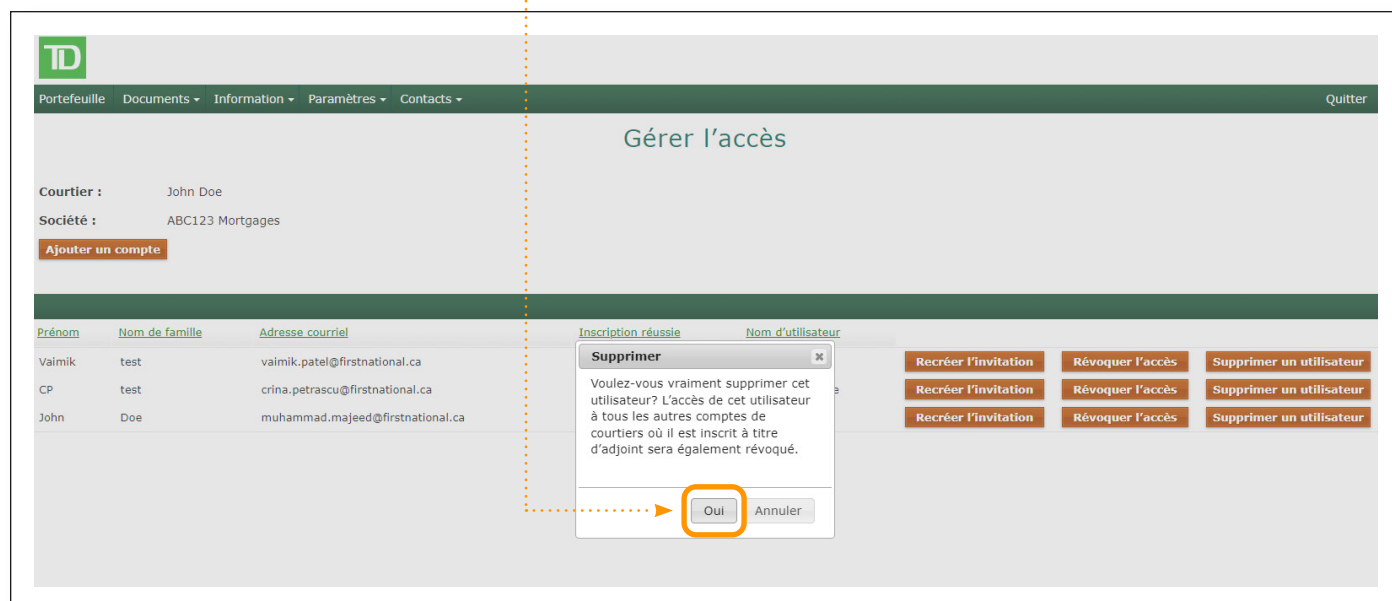 TD
Portefeuille Documents Information Paramètres Contacts Quitter
Gérer l'accès
Courtier : John Doe
Société : ABC123 Mortgages
Ajouter un compte
Prénom Nom de famille Adresse courriel Inscription réussie Nom d'utilisateur
Vaimik test vaimik.patel@firstnational.ca Recréer l'invitation Révoquer l'accès Supprimer un utilisateur
CP test crina.petrascu@firstnational.ca Recréer l'invitation Révoquer l'accès Supprimer un utilisateur
John Doe muhammad.majeed@firstnational.ca Recréer l'invitation Révoquer l'accès Supprimer un utilisateur
Supprimer
Voulez-vous vraiment supprimer cet
utilisateur? L'accès de cet utilisateur
à tous les autres comptes de
courtiers où il est inscrit à titre
d'adjoint sera également révoqué.
Oui Annuler